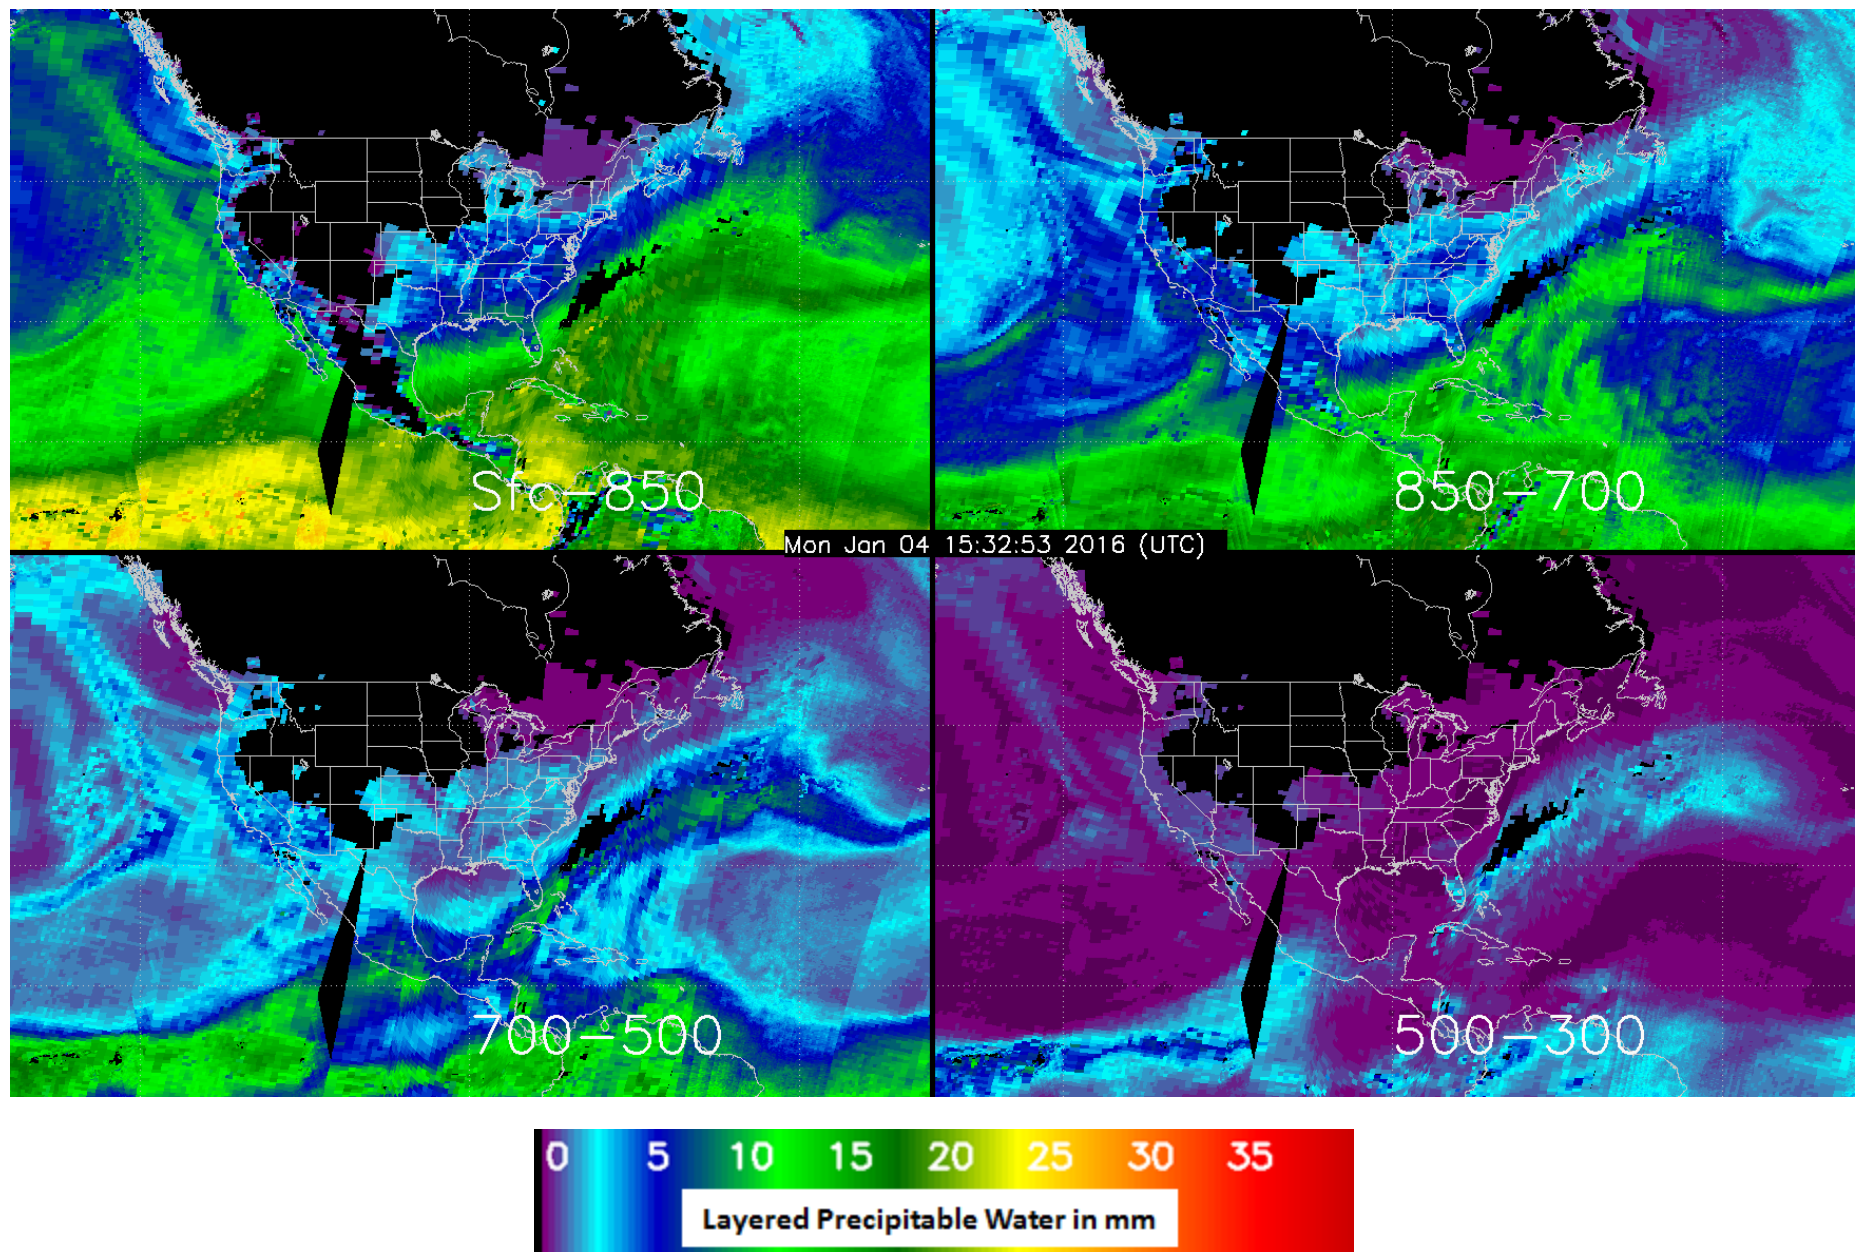 Sfc-850
850-700
Mon Jan 04 15:32:53 2016 (UTC)
700-500
500-300
0 5 10 15 20 25 30 35
Layered Precipitable Water in mm